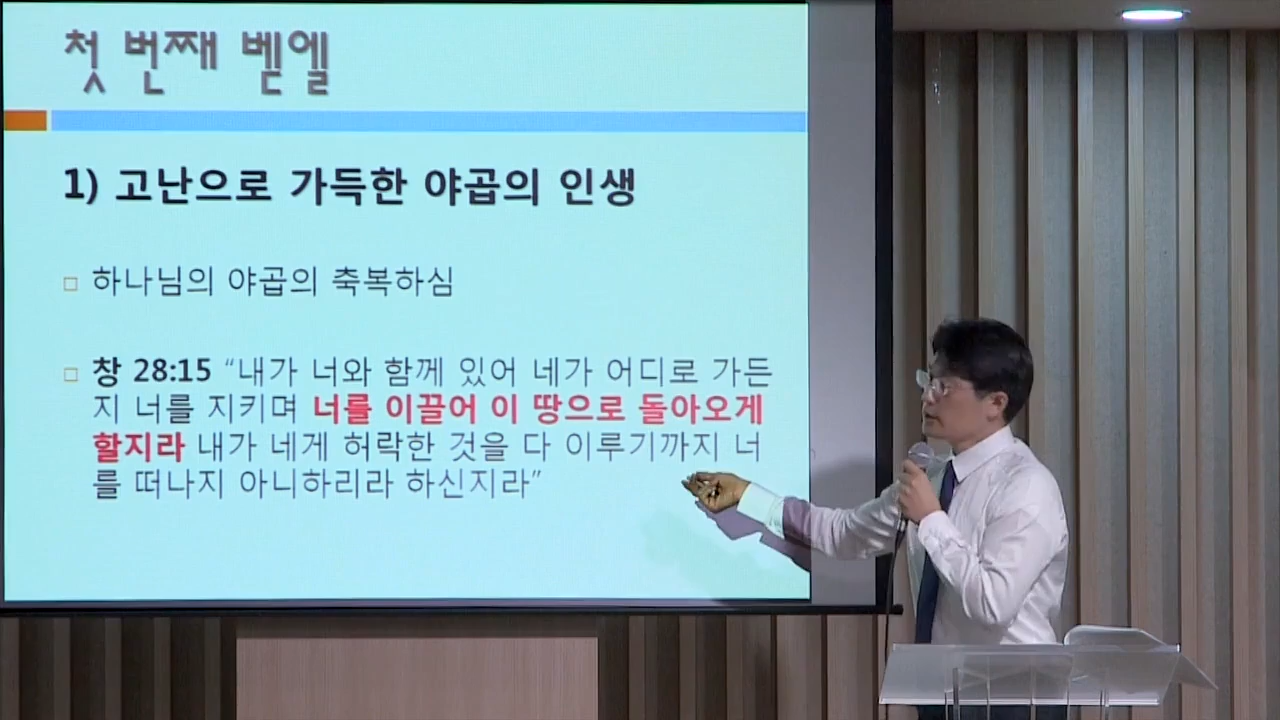 첫 번째 벧엘
1) 고난으로 가득한 야곱의 인생
하나님의 야곱의 축복하심
창 28:15 “내가 너와 함께 있어 네가 어디로 가든
지 너를 지키며 너를 이끌어 이 땅으로 돌아오게
할지라 내가 네게 허락한 것을 다 이루기까지 너
를 떠나지 아니하리라 하신지라”